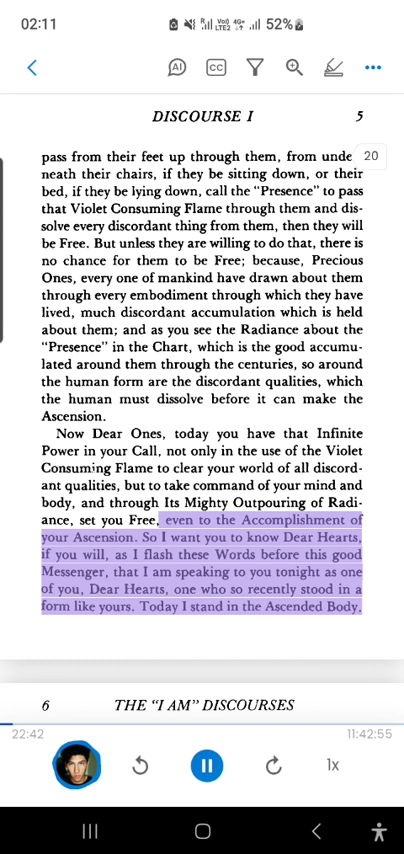 02:11
52%
AI
CC
DISCOURSE I 5
20
pass from their feet up through them, from under-
neath their chairs, if they be sitting down, or their
bed, if they be lying down, call the “Presence” to pass
that Violet Consuming Flame through them and dis-
solve every discordant thing from them, then they will
be Free. But unless they are willing to do that, there is
no chance for them to be Free; because, Precious
Ones, every one of mankind have drawn about them
through every embodiment through which they have
lived, much discordant accumulation which is held
about them; and as you see the Radiance about the
“Presence” in the Chart, which is the good accumu-
lated around them through the centuries, so around
the human form are the discordant qualities, which
the human must dissolve before it can make the
Ascension.
Now Dear Ones, today you have that Infinite
Power in your Call, not only in the use of the Violet
Consuming Flame to clear your world of all discord-
ant qualities, but to take command of your mind and
body, and through Its Mighty Outpouring of Radi-
ance, set you Free, even to the Accomplishment of
your Ascension. So I want you to know Dear Hearts,
if you will, as I flash these Words before this good
Messenger, that I am speaking to you tonight as one
of you, Dear Hearts, one who so recently stood in a
form like yours. Today I stand in the Ascended Body,
6 THE “I AM” DISCOURSES
22:42 11:42:55
1x